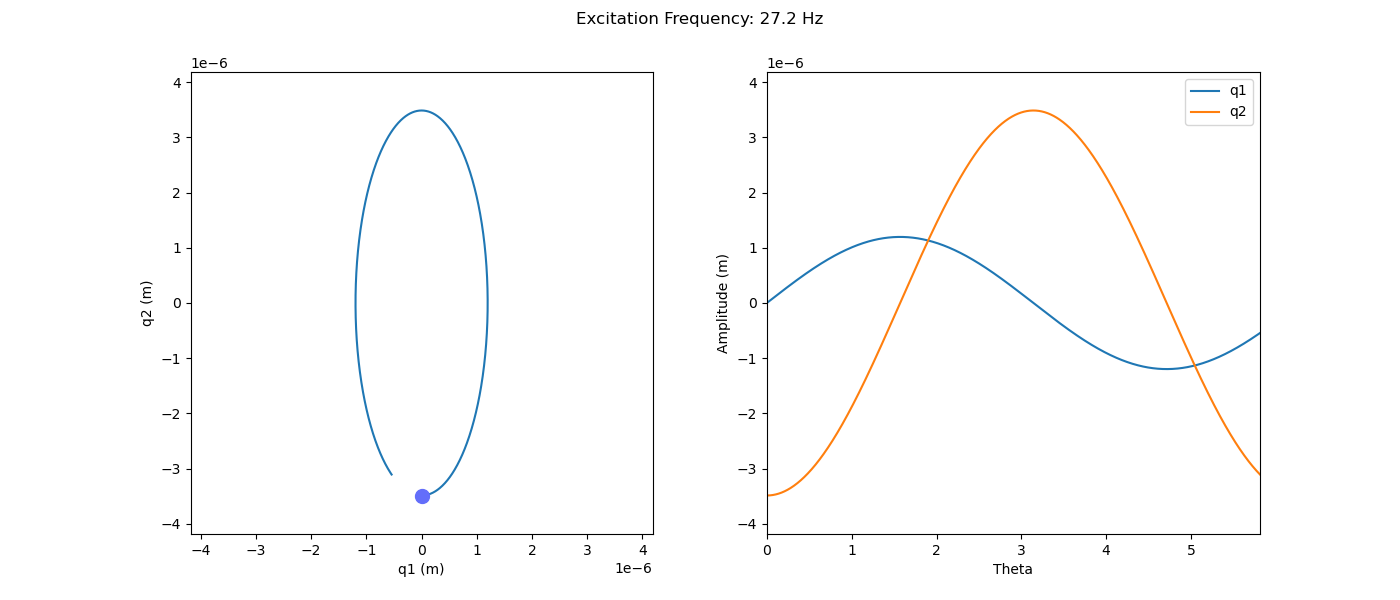 Excitation Frequency: 27.2 Hz
1e−6
4
3
2
1
0
−1
−2
−3
−4
q2 (m)
−4 −3 −2 −1 0 1 2 3 4
q1 (m)
1e−6
1e−6
4
3
2
1
0
−1
−2
−3
−4
Amplitude (m)
0 1 2 3 4 5
Theta
q1
q2